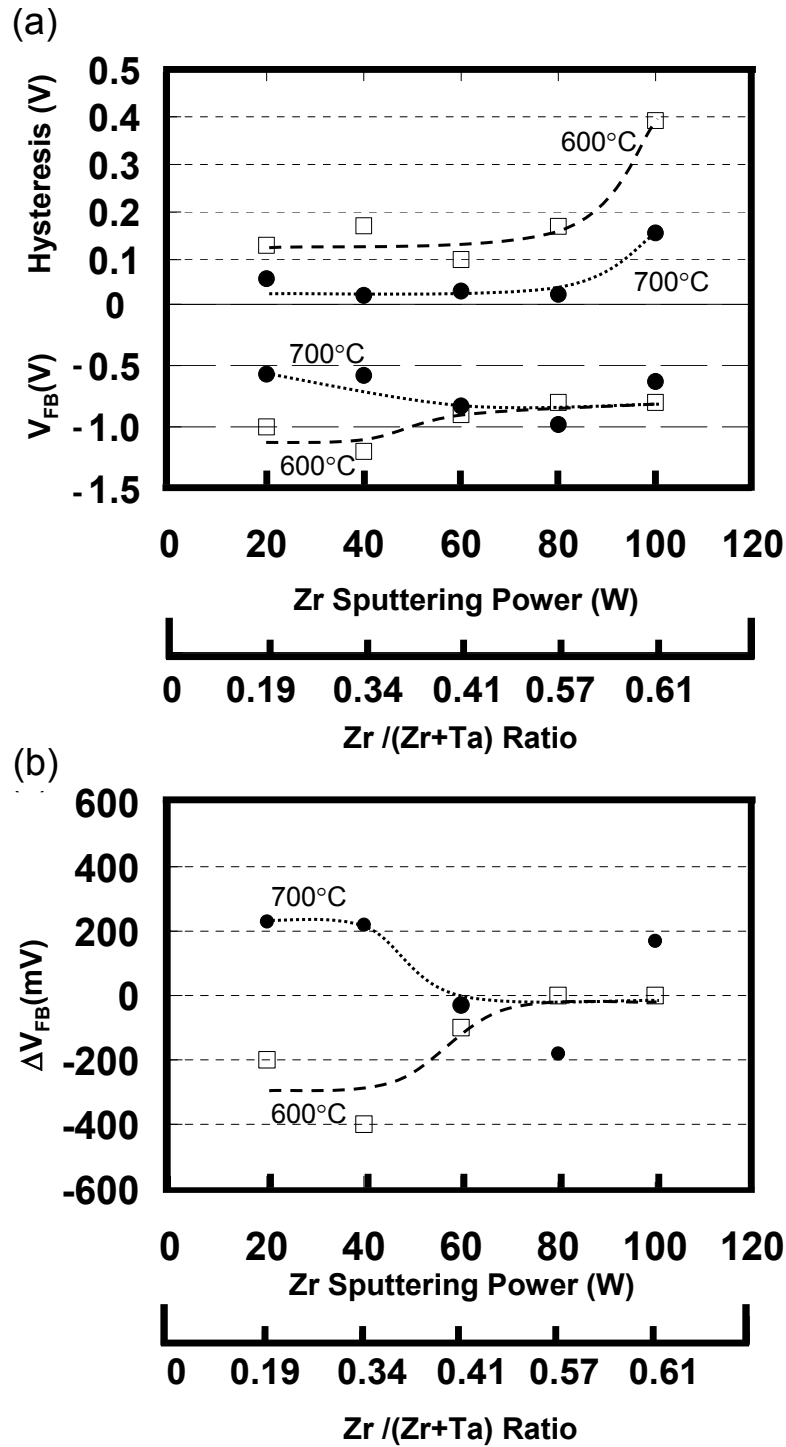 (a)
0.5
0.4
0.3
0.2
0.1
0
Hysteresis (V)
600°C
700°C
-0.5
-1.0
-1.5
V_FB(V)
700°C
600°C
0 20 40 60 80 100 120
Zr Sputtering Power (W)
0 0.19 0.34 0.41 0.57 0.61
Zr /(Zr+Ta) Ratio
(b)
600
400
200
0
-200
-400
-600
ΔV_FB(mV)
700°C
600°C
0 20 40 60 80 100 120
Zr Sputtering Power (W)
0 0.19 0.34 0.41 0.57 0.61
Zr /(Zr+Ta) Ratio